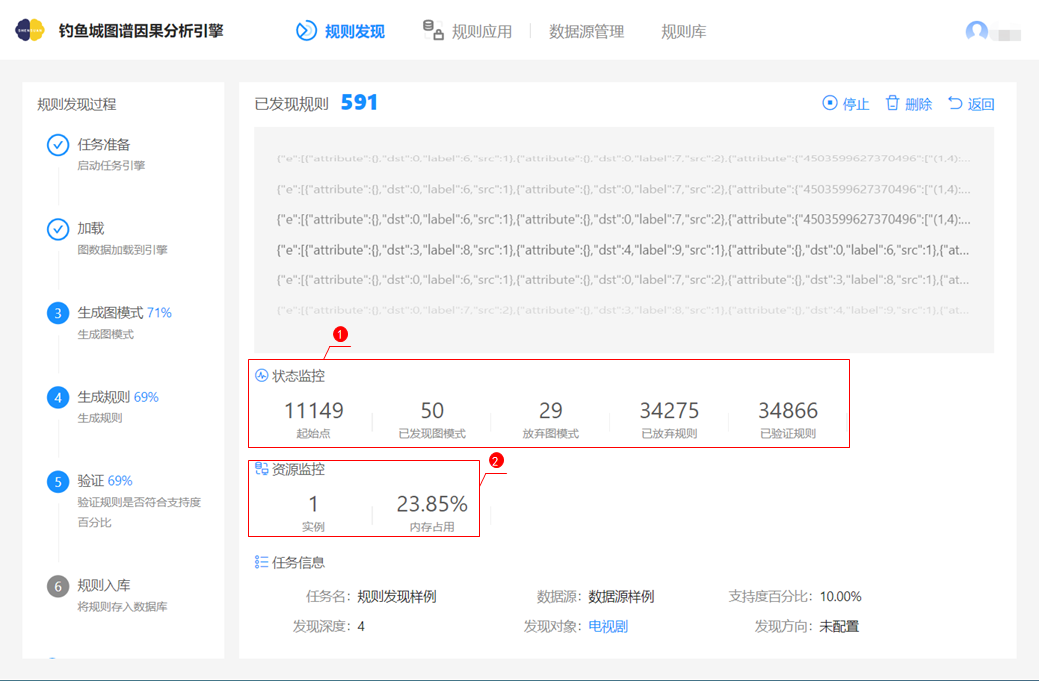 钓鱼城图谱因果分析引擎
规则发现
规则应用
数据源管理
规则库
规则发现过程
任务准备
启动任务引擎
加载
图数据加载到引擎
3 生成图模式 71%
生成图模式
4 生成规则 69%
生成规则
5 验证 69%
验证规则是否符合支持度
百分比
6 规则入库
将规则存入数据库
已发现规则 591
停止 删除 返回
{"e":[{"attribute":{},"dst":0,"label":6,"src":1},{"attribute":{},"dst":0,"label":7,"src":2},{"attribute":{"4503599627370496":["(1,4):...
{"e":[{"attribute":{},"dst":0,"label":6,"src":1},{"attribute":{},"dst":0,"label":7,"src":2},{"attribute":{"4503599627370496":["(1,4):...
{"e":[{"attribute":{},"dst":0,"label":6,"src":1},{"attribute":{},"dst":0,"label":7,"src":2},{"attribute":{"4503599627370496":["(1,4):...
{"e":[{"attribute":{},"dst":3,"label":8,"src":1},{"attribute":{},"dst":4,"label":9,"src":1},{"attribute":{},"dst":0,"label":6,"src":1},{"at...
{"e":[{"attribute":{},"dst":0,"label":6,"src":1},{"attribute":{},"dst":0,"label":7,"src":2},{"attribute":{},"dst":3,"label":8,"src":1},{"at...
{"e":[{"attribute":{},"dst":0,"label":7,"src":2},{"attribute":{},"dst":3,"label":8,"src":1},{"attribute":{},"dst":4,"label":9,"src":1},{"at...
1
状态监控
11149 50 29 34275 34866
起始点 已发现图模式 放弃图模式 已放弃规则 已验证规则
2
资源监控
1 23.85%
实例 内存占用
任务信息
任务名: 规则发现样例 数据源: 数据源样例 支持度百分比: 10.00%
发现深度: 4 发现对象: 电视剧 发现方向: 未配置